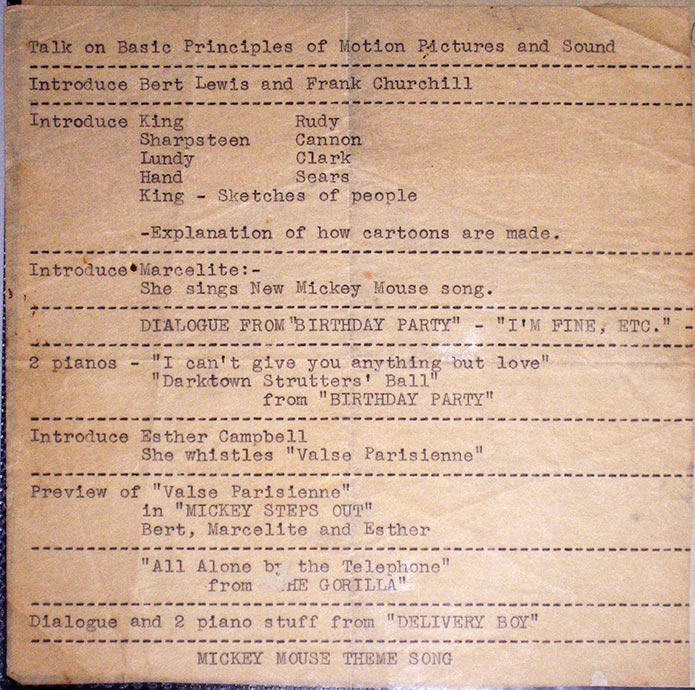 Talk on Basic Principles of Motion Pictures and Sound
Introduce Bert Lewis and Frank Churchill
Introduce King Rudy
Sharpsteen Cannon
Lundy Clark
Hand Sears
King - Sketches of people
-Explanation of how cartoons are made.
Introduce Marcelite:-
She sings New Mickey Mouse song.
DIALOGUE FROM "BIRTHDAY PARTY" - "I'M FINE, ETC." -
2 pianos - "I can't give you anything but love"
"Darktown Strutters' Ball"
from "BIRTHDAY PARTY"
Introduce Esther Campbell
She whistles "Valse Parisienne"
Preview of "Valse Parisienne"
in "MICKEY STEPS OUT"
Bert, Marcelite and Esther
"All Alone by the Telephone"
from HE GORILLA"
Dialogue and 2 piano stuff from "DELIVERY BOY"
MICKEY MOUSE THEME SONG